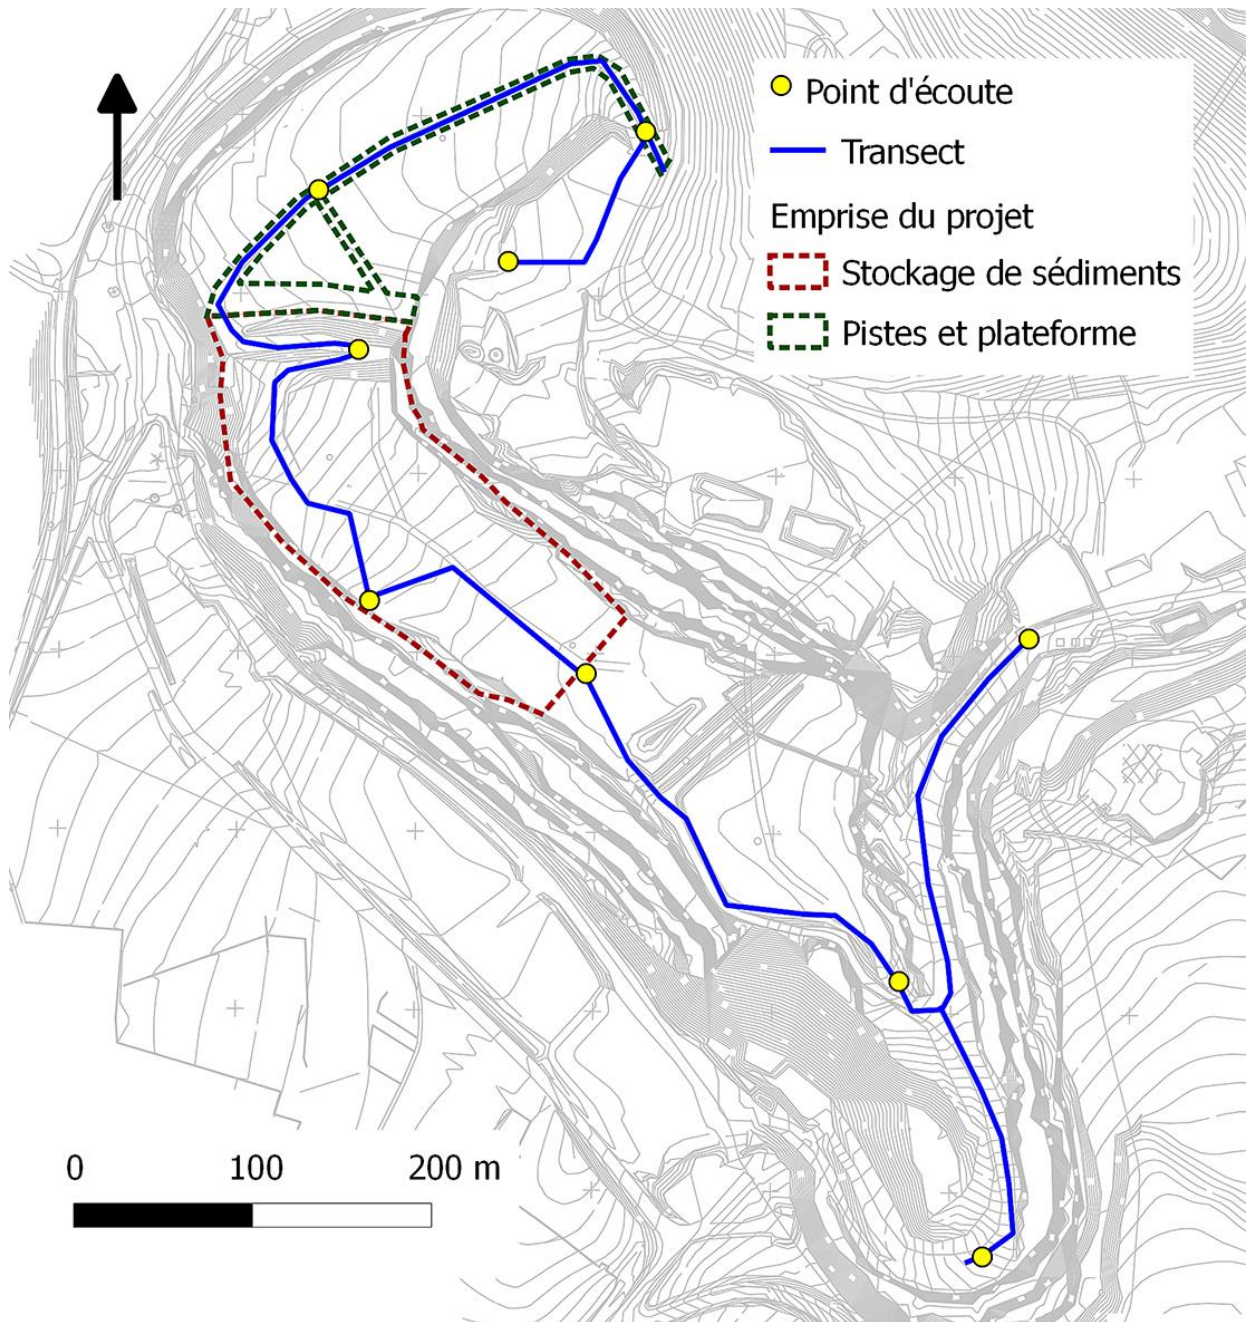 Point d'écoute
Transect
Emprise du projet
Stockage de sédiments
Pistes et plateforme
0 100 200 m